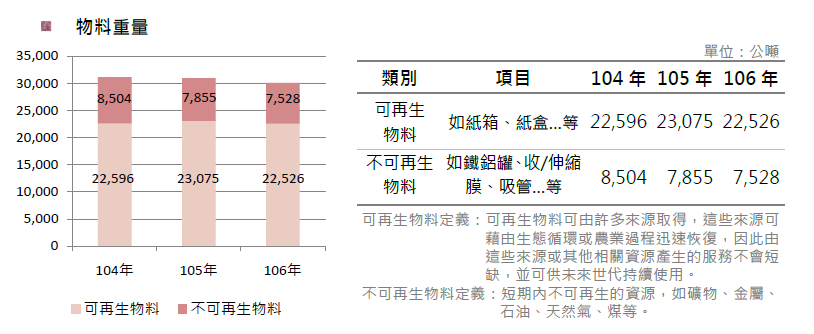 物料重量
35,000
30,000
25,000
20,000
15,000
10,000
5,000
0
8,504
7,855
7,528
22,596
23,075
22,526
104年
105年
106年
可再生物料
不可再生物料
單位：公噸
類別 項目 104 年 105 年 106 年
可再生
物料
如紙箱、紙盒…等 22,596 23,075 22,526
不可再生
物料
如鐵鋁罐、收/伸縮
膜、吸管…等
8,504 7,855 7,528
可再生物料定義：可再生物料可由許多來源取得，這些來源可
藉由生態循環或農業過程迅速恢復，因此由
這些來源或其他相關資源產生的服務不會短
缺，並可供未來世代持續使用。
不可再生物料定義：短期內不可再生的資源，如礦物、金屬、
石油、天然氣、煤等。